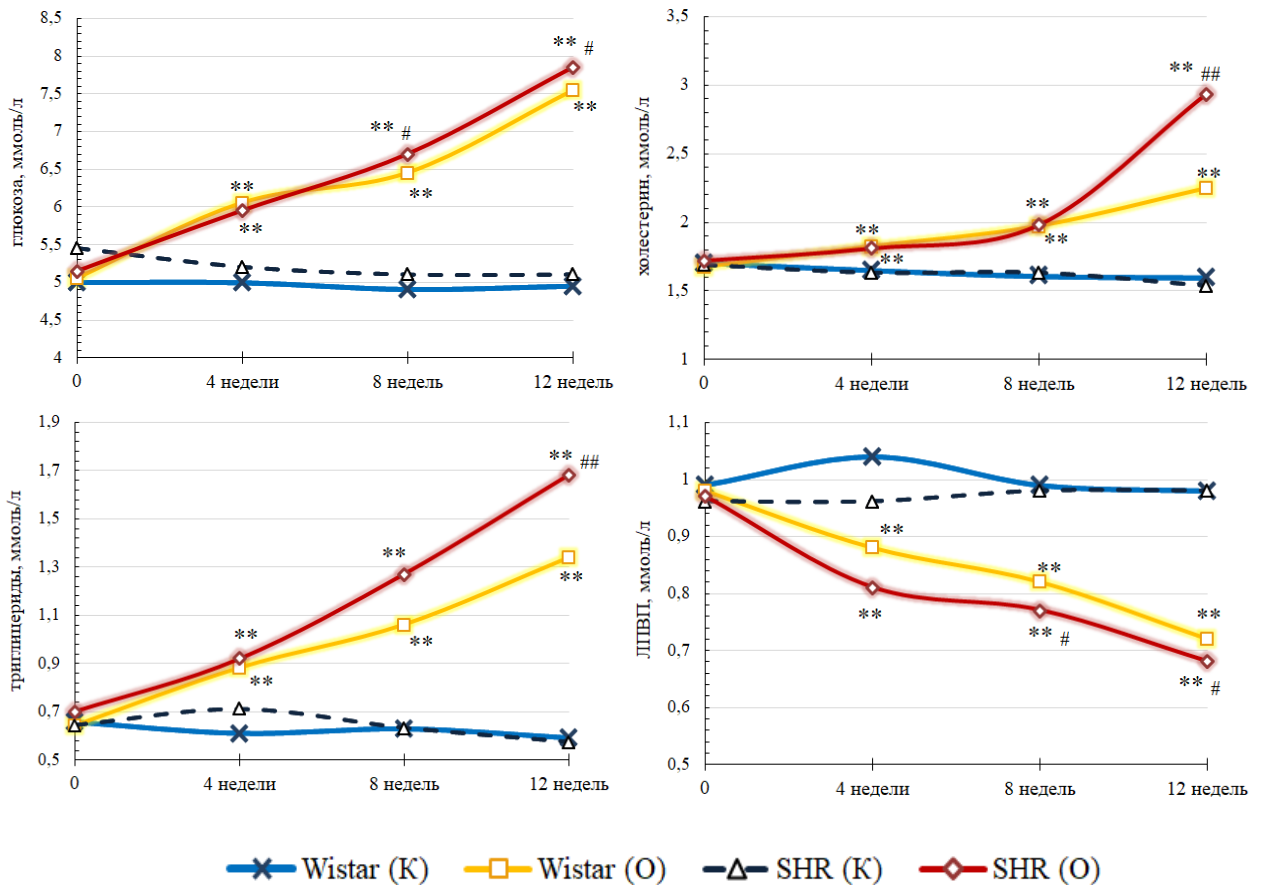 глюкоза, ммоль/л
8,5
8
7,5
7
6,5
6
5,5
5
4,5
4
** #
**
** #
**
**
**
0
4 недели
8 недель
12 недель
холестерин, ммоль/л
3,5
3
2,5
2
1,5
1
** ##
**
**
**
**
**
0
4 недели
8 недель
12 недель
триглицериды, ммоль/л
1,9
1,7
1,5
1,3
1,1
0,9
0,7
0,5
** ##
**
**
**
**
**
0
4 недели
8 недель
12 недель
ЛПВП, ммоль/л
1,1
1
0,9
0,8
0,7
0,6
0,5
**
**
**
** #
**
** #
0
4 недели
8 недель
12 недель
Wistar (К)
Wistar (О)
SHR (К)
SHR (О)